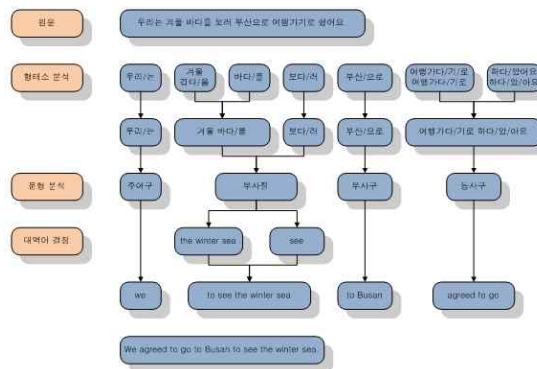 원문
우리는 겨울 바다를 보러 부산으로 여행가기로 했어요.
형태소 분석
우리/는
겨울
겹다/울
바다/를
보다/러
부산/으로
여행가다/기/로
여행가기/로
하다/았어요
하다/았/아요
우리/는
겨울 바다/를
보다/러
부산/으로
여행가다/기로 하다/았/아요
문형 분석
주어구
부사절
부사구
동사구
대역어 결정
the winter sea
see
we
to see the winter sea
to Busan
agreed to go
We agreed to go to Busan to see the winter sea.